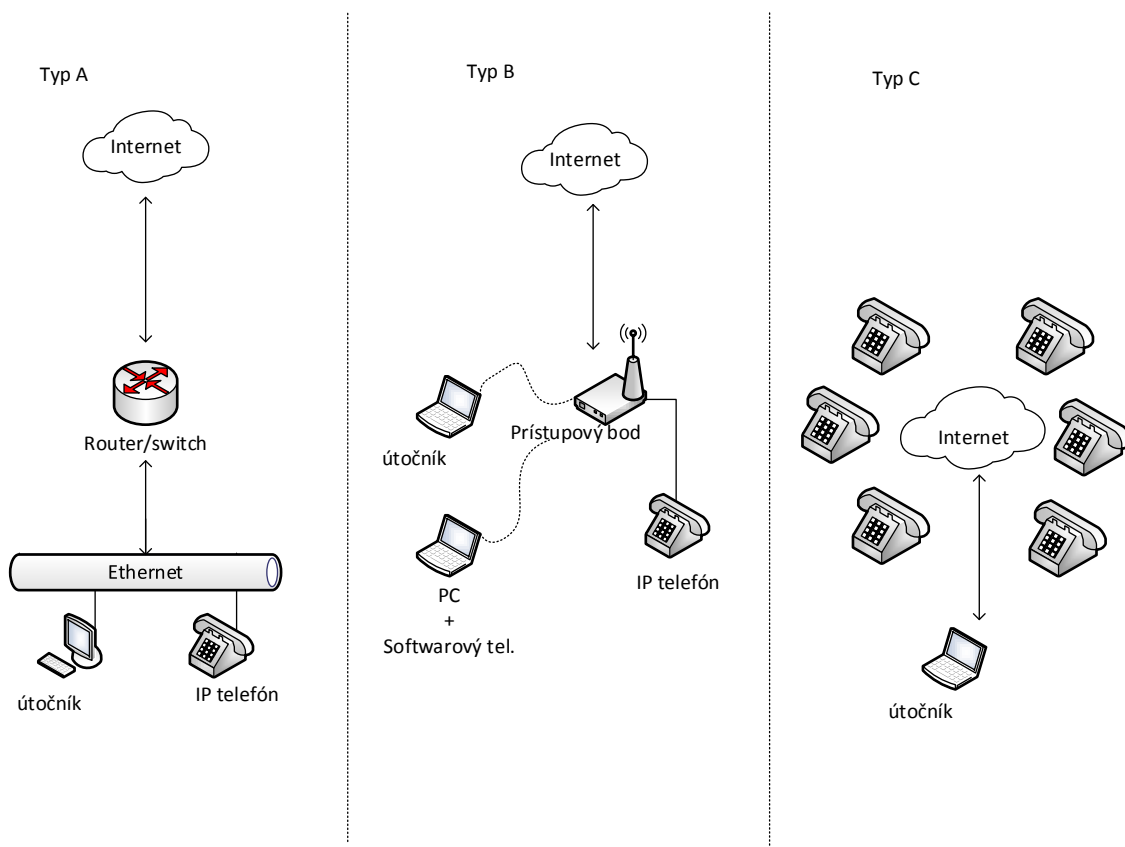 Typ A
Internet
Router/switch
Ethernet
útočník
IP telefón
Typ B
Internet
Prístupový bod
útočník
PC
+
Softwarový tel.
IP telefón
Typ C
Internet
útočník